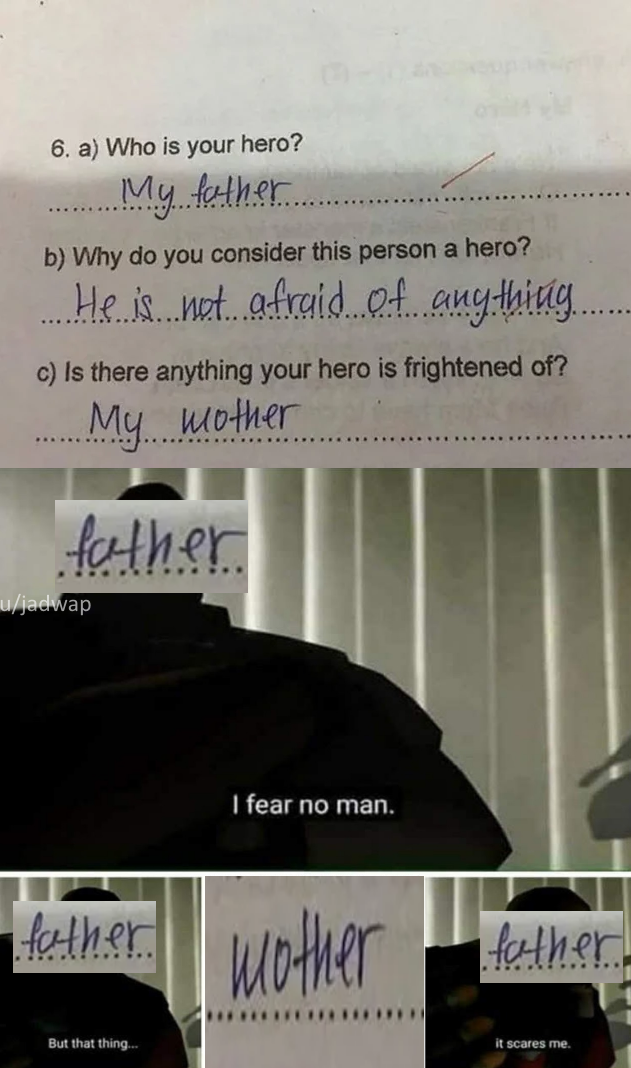 6. a) Who is your hero?
My father
b) Why do you consider this person a hero?
He is not afraid of anything
c) Is there anything your hero is frightened of?
My mother
father
u/jadwap
I fear no man.
father
But that thing...
mother
father
it scares me.